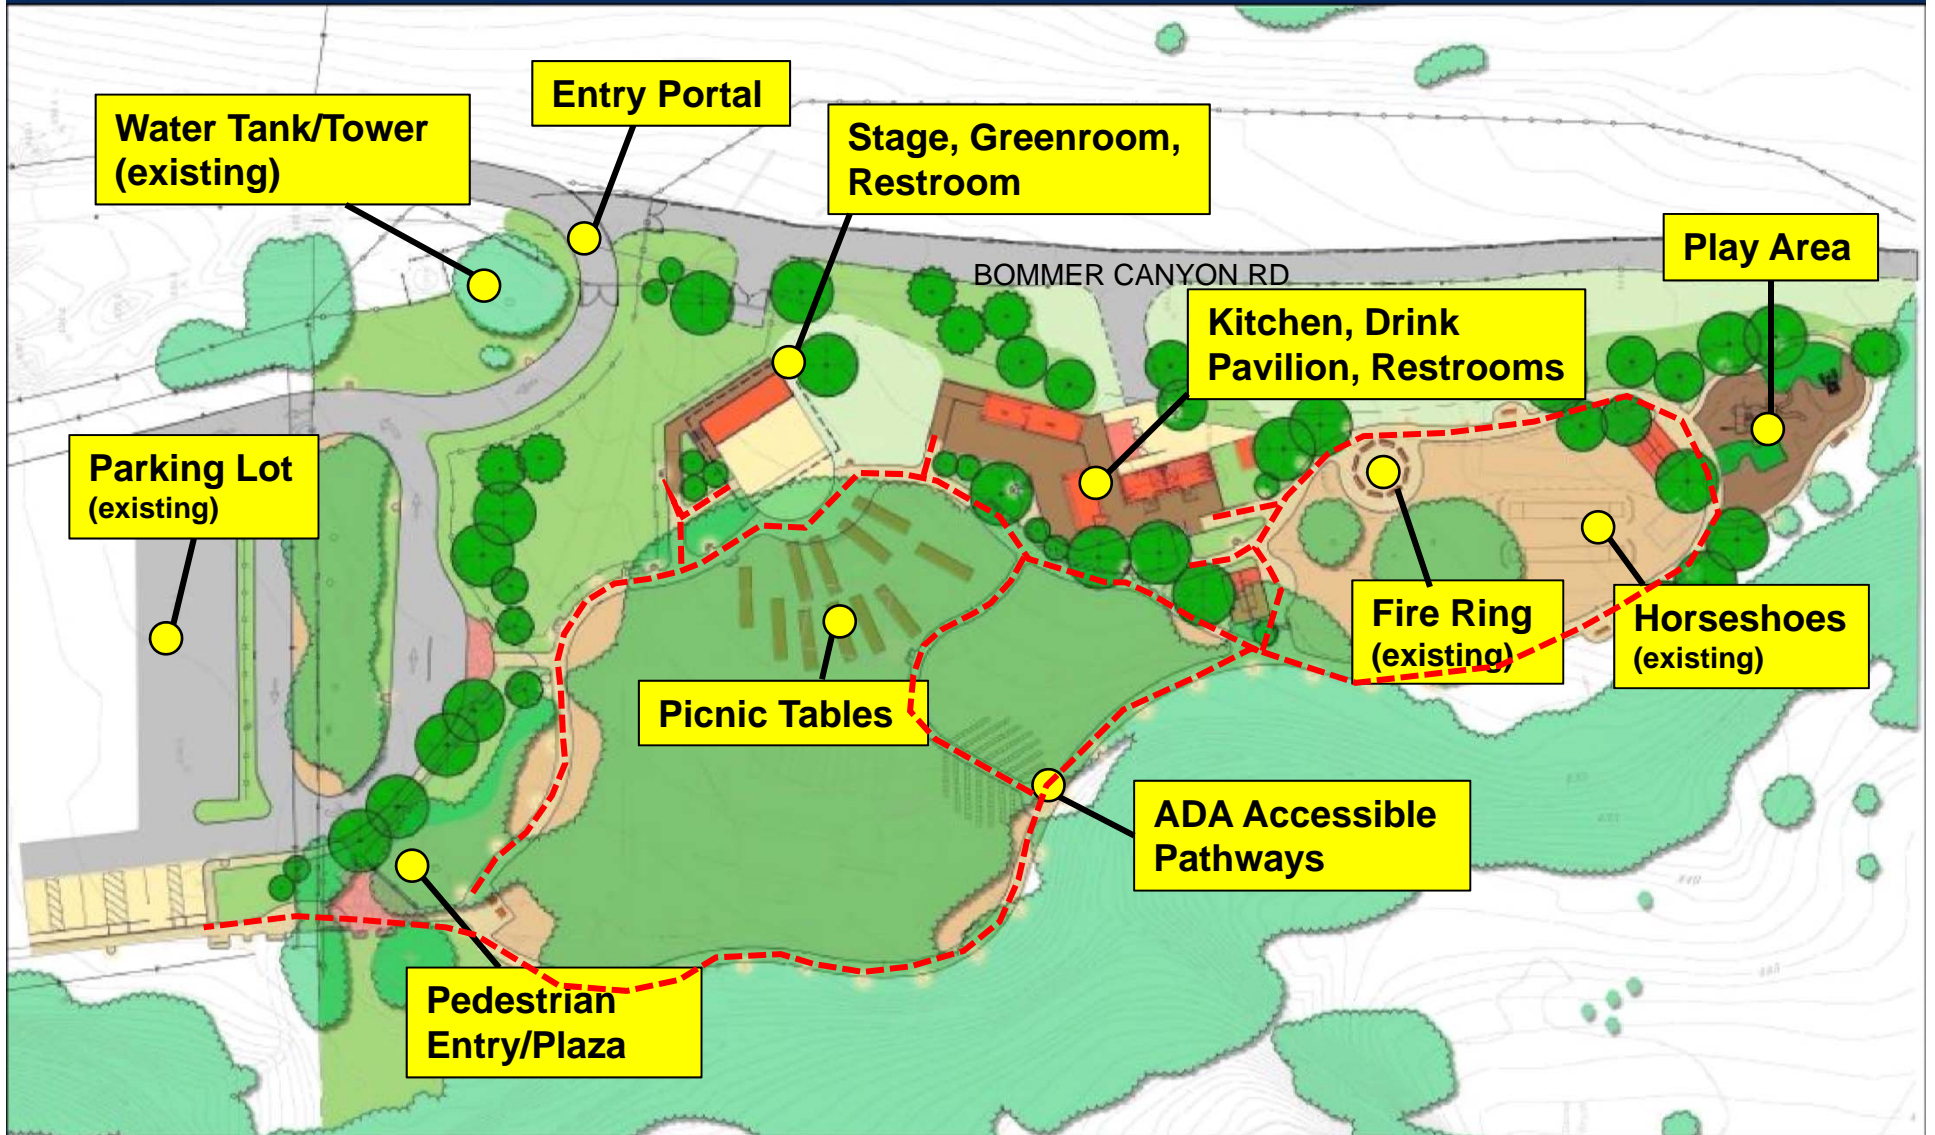 Entry Portal
Water Tank/Tower
(existing)
Stage, Greenroom,
Restroom
Play Area
BOMMER CANYON RD
Kitchen, Drink
Pavilion, Restrooms
Parking Lot
(existing)
Fire Ring
(existing)
Horseshoes
(existing)
Picnic Tables
ADA Accessible
Pathways
Pedestrian
Entry/Plaza